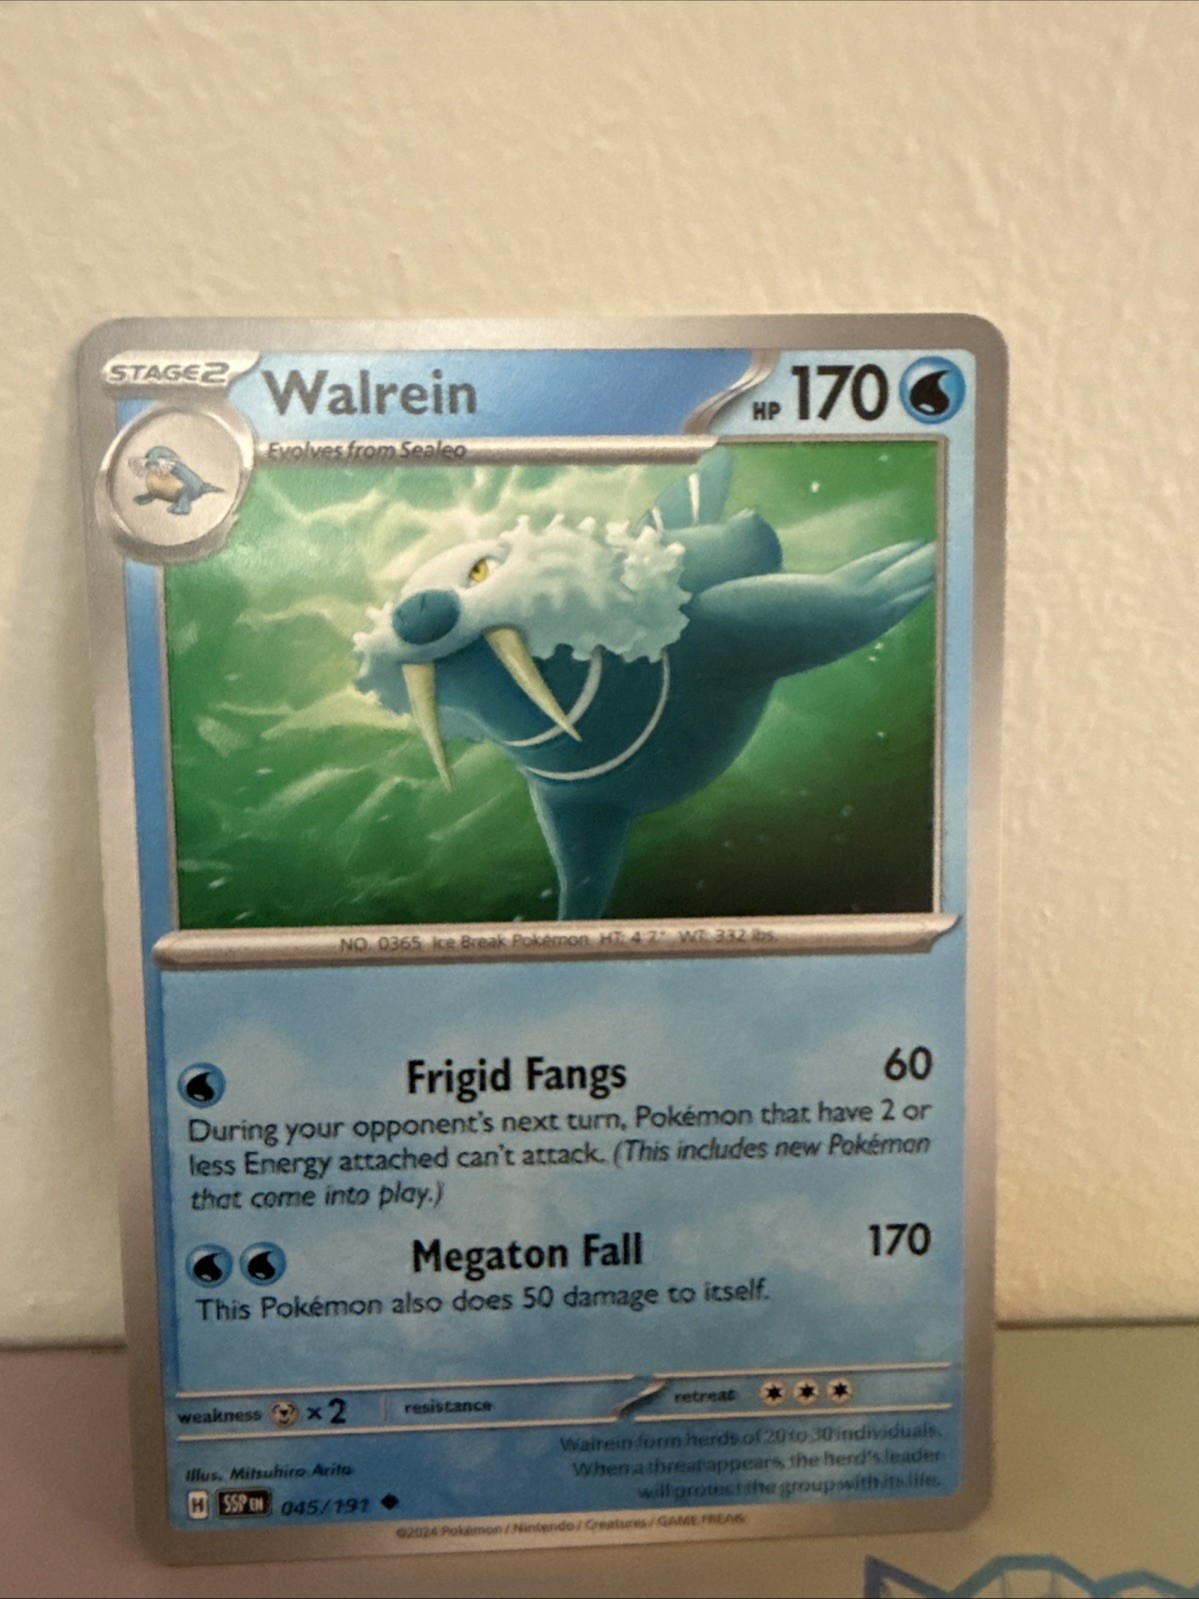 STAGE2 Walrein HP 170
Evolves from Sealeo
NO. 0365 Ice Break Pokémon HT: 4'7" WT: 332 lbs.
Frigid Fangs 60
During your opponent's next turn, Pokémon that have 2 or
less Energy attached can't attack. (This includes new Pokémon
that come into play.)
Megaton Fall 170
This Pokémon also does 50 damage to itself.
weakness ×2 resistance retreat
Walrein form herds of 20 to 30 individuals.
When a threat appears, the herd's leader
will protect the group with its life.
Illus. Mitsuhiro Arita
H SSP EN 045/191
©2024 Pokémon / Nintendo / Creatures / GAME FREAK